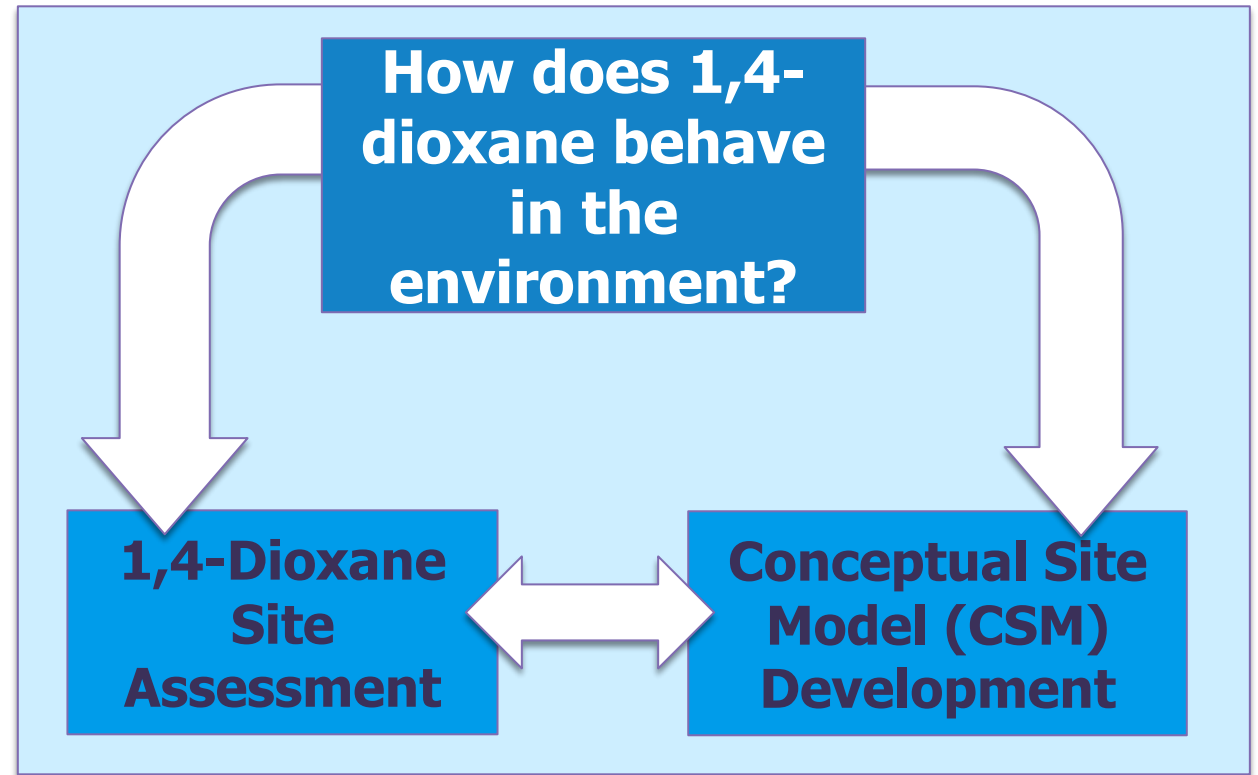 How does 1,4-
dioxane behave
in the
environment?
1,4-Dioxane
Site
Assessment
Conceptual Site
Model (CSM)
Development